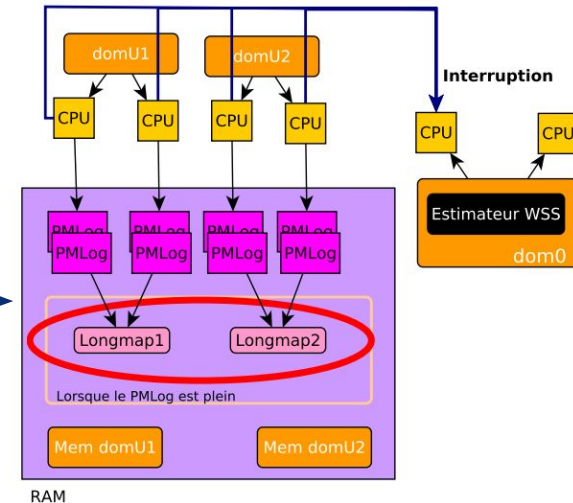 domU1
domU2
Interruption
CPU
CPU
CPU
CPU
CPU
CPU
Estimateur WSS
dom0
PMLog
PMLog
PMLog
PMLog
PMLog
PMLog
PMLog
PMLog
Longmap1
Longmap2
Lorsque le PMLog est plein
Mem domU1
Mem domU2
RAM